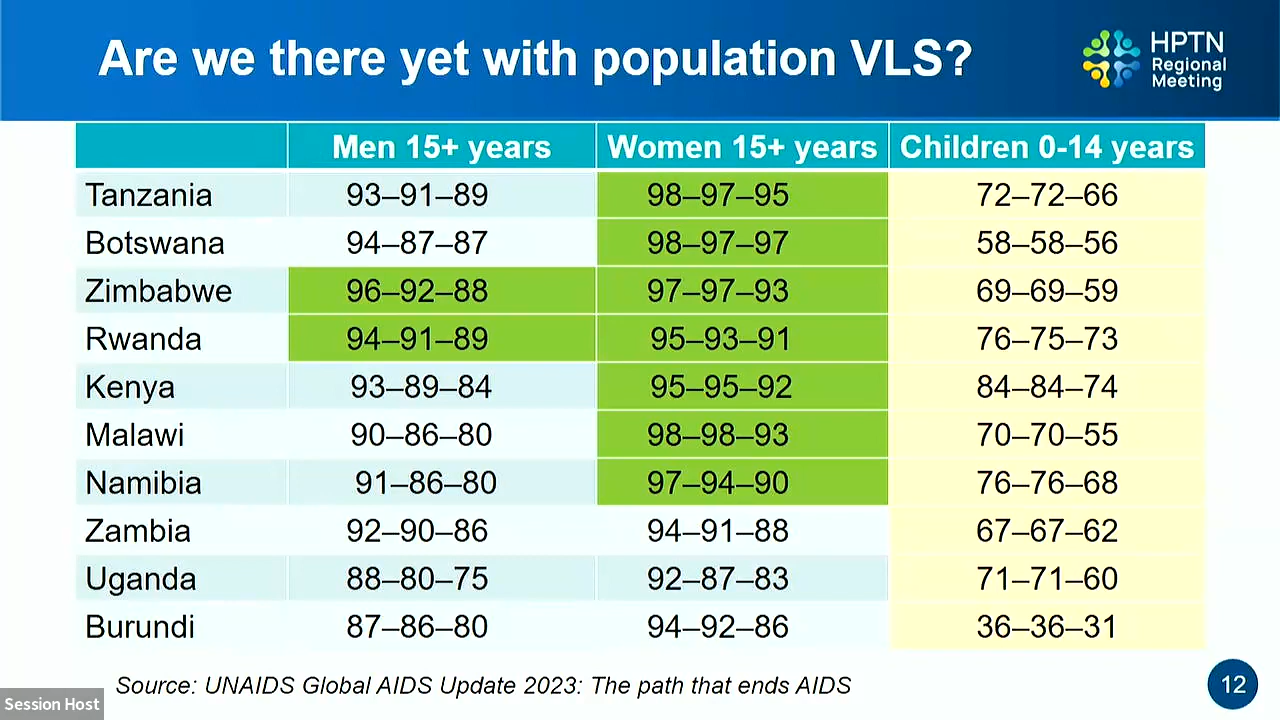 Are we there yet with population VLS?
HPTN
Regional
Meeting
Men 15+ years Women 15+ years Children 0-14 years
Tanzania 93–91–89 98–97–95 72–72–66
Botswana 94–87–87 98–97–97 58–58–56
Zimbabwe 96–92–88 97–97–93 69–69–59
Rwanda 94–91–89 95–93–91 76–75–73
Kenya 93–89–84 95–95–92 84–84–74
Malawi 90–86–80 98–98–93 70–70–55
Namibia 91–86–80 97–94–90 76–76–68
Zambia 92–90–86 94–91–88 67–67–62
Uganda 88–80–75 92–87–83 71–71–60
Burundi 87–86–80 94–92–86 36–36–31
Source: UNAIDS Global AIDS Update 2023: The path that ends AIDS
12
Session Host